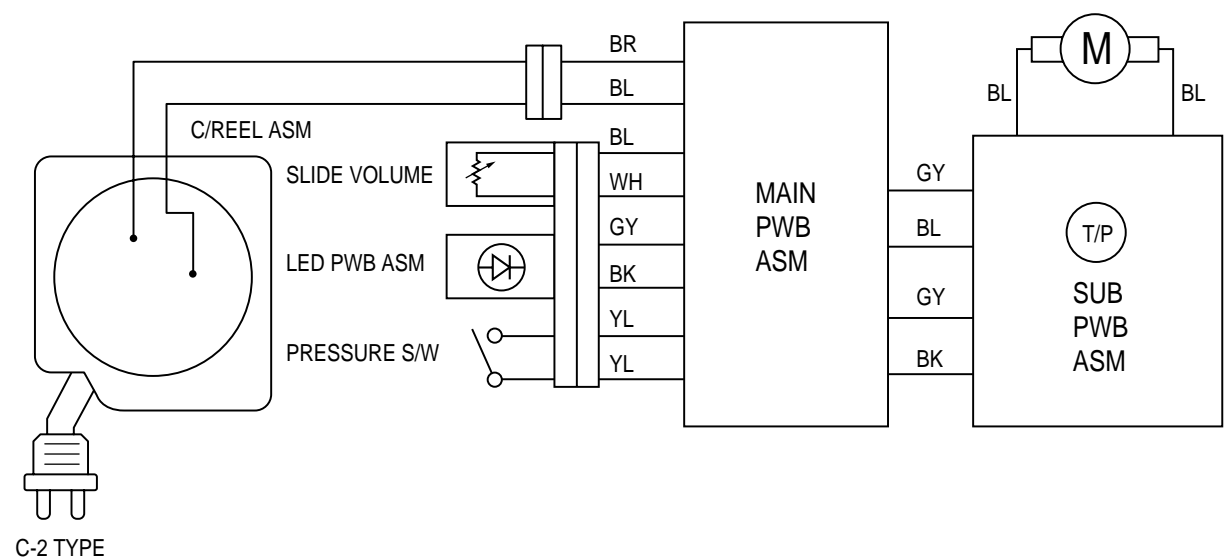 BR
BL
C/REEL ASM
BL
SLIDE VOLUME
WH
GY
LED PWB ASM
BK
YL
PRESSURE S/W
YL
MAIN
PWB
ASM
GY
BL
GY
BK
M
BL
BL
T/P
SUB
PWB
ASM
C-2 TYPE